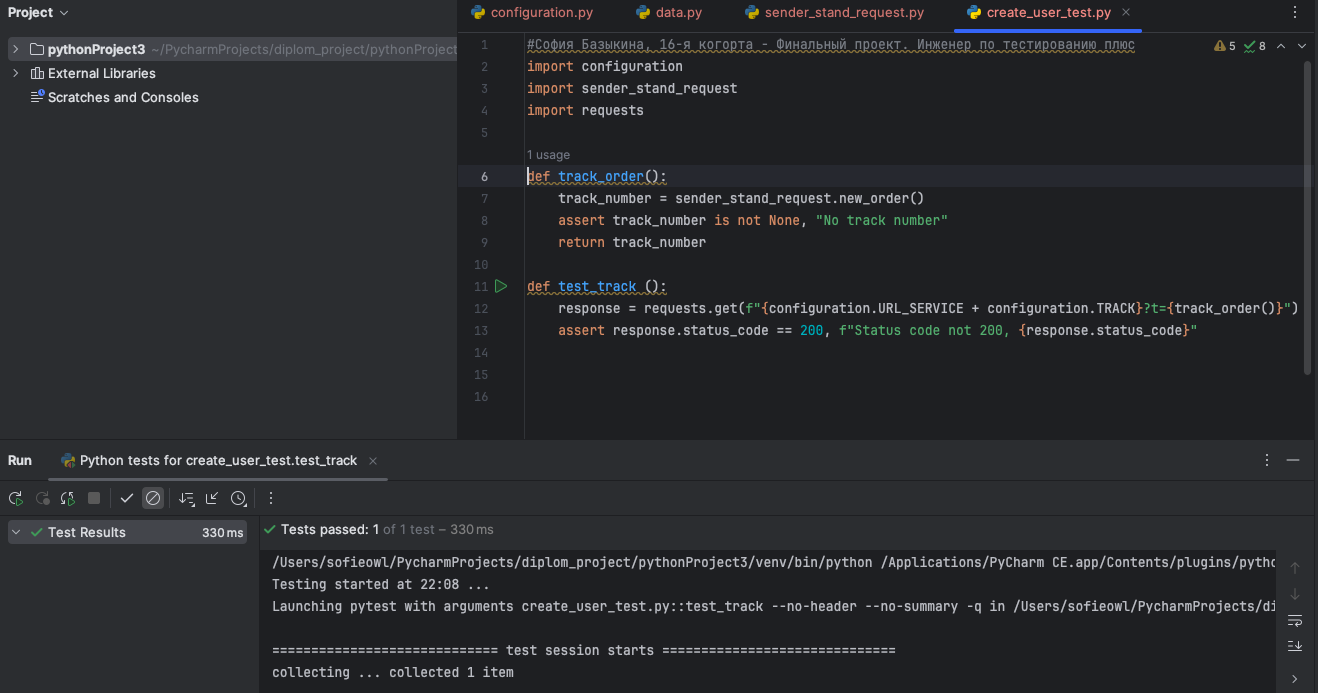 Project
configuration.py
data.py
sender_stand_request.py
create_user_test.py
pythonProject3 ~/PycharmProjects/diplom_project/pythonProject
External Libraries
Scratches and Consoles
5
8
1 #София Базыкина, 16-я когорта - Финальный проект. Инженер по тестированию плюс
2 import configuration
3 import sender_stand_request
4 import requests
5
1 usage
6 def track_order():
7 track_number = sender_stand_request.new_order()
8 assert track_number is not None, "No track number"
9 return track_number
10
11 def test_track ():
12 response = requests.get(f"{configuration.URL_SERVICE + configuration.TRACK}?t={track_order()}")
13 assert response.status_code == 200, f"Status code not 200, {response.status_code}"
14
15
16
Run
Python tests for create_user_test.test_track
Test Results 330 ms
Tests passed: 1 of 1 test – 330 ms
/Users/sofieowl/PycharmProjects/diplom_project/pythonProject3/venv/bin/python /Applications/PyCharm CE.app/Contents/plugins/pytho
Testing started at 22:08 ...
Launching pytest with arguments create_user_test.py::test_track --no-header --no-summary -q in /Users/sofieowl/PycharmProjects/di
============================= test session starts ==============================
collecting ... collected 1 item